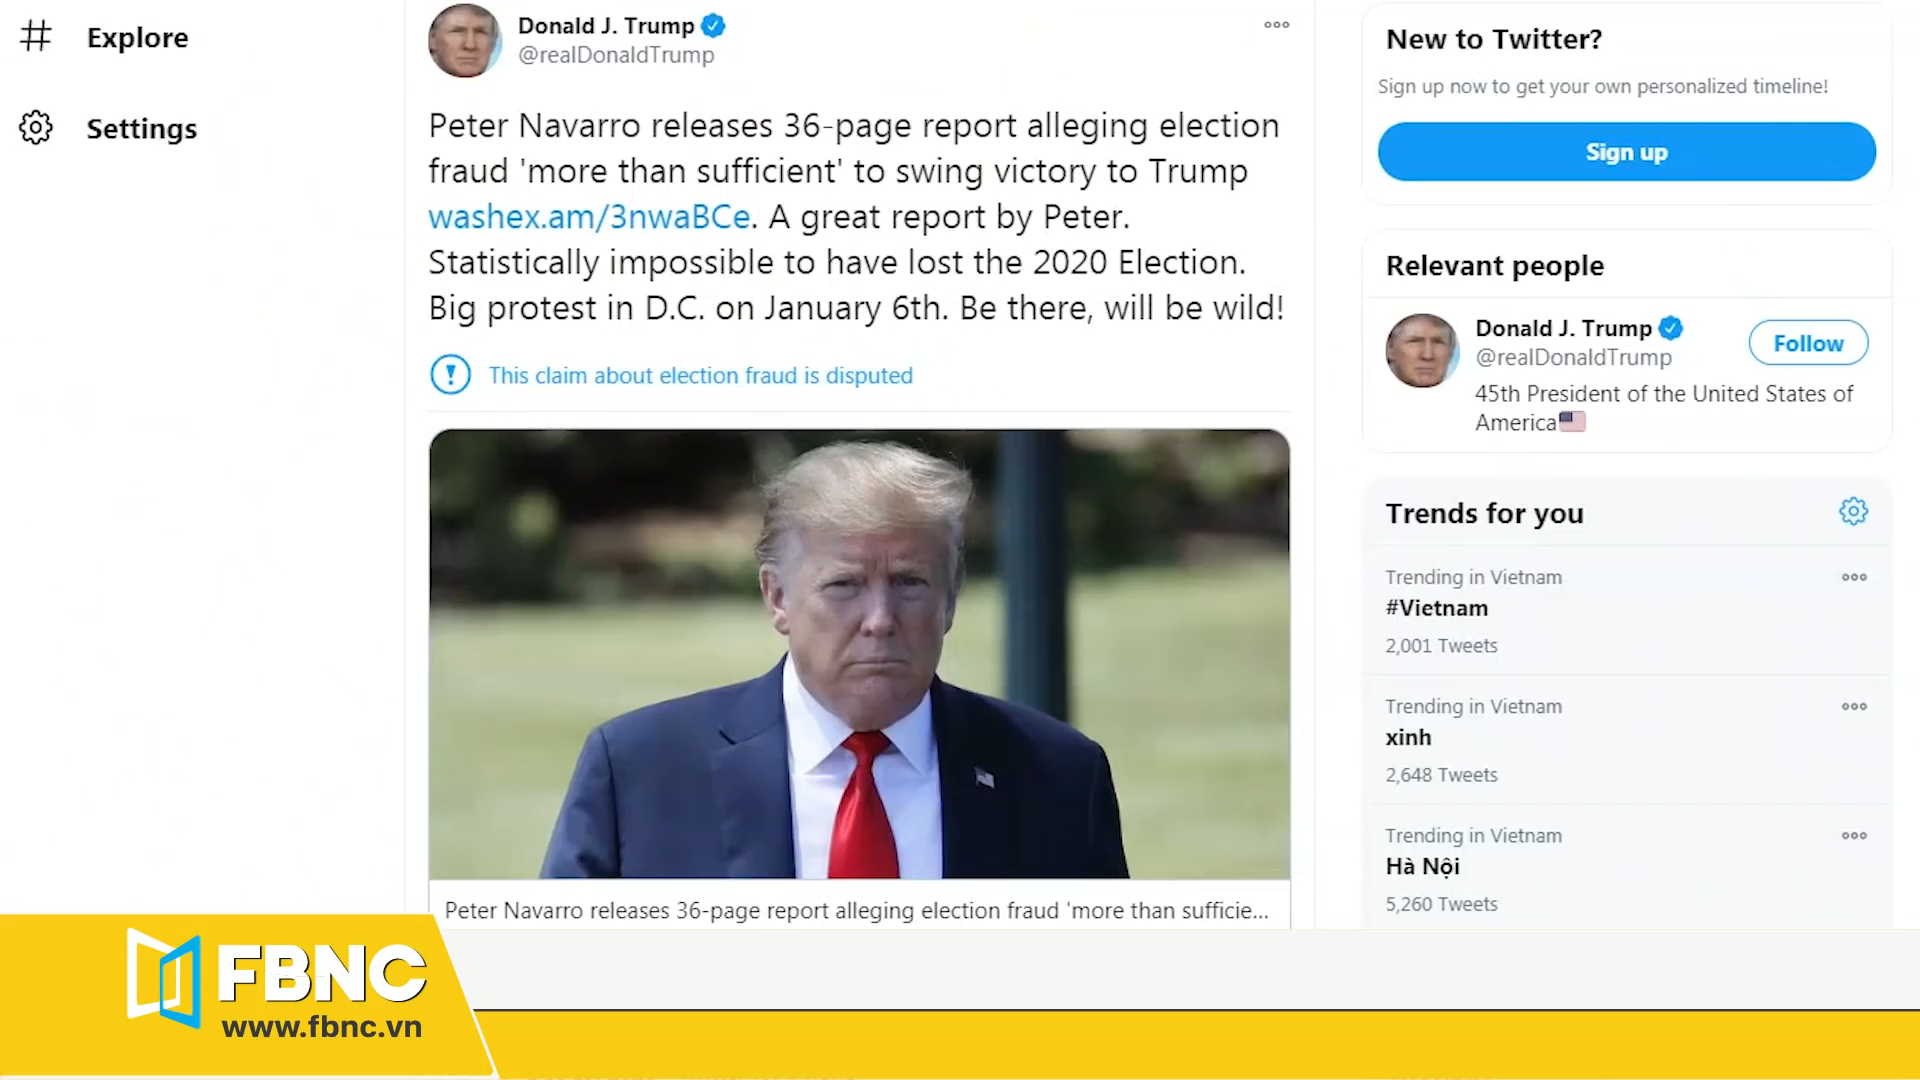 Explore
Settings
Donald J. Trump
@realDonaldTrump
Peter Navarro releases 36-page report alleging election
fraud 'more than sufficient' to swing victory to Trump
washex.am/3nwaBCe. A great report by Peter.
Statistically impossible to have lost the 2020 Election.
Big protest in D.C. on January 6th. Be there, will be wild!
This claim about election fraud is disputed
Peter Navarro releases 36-page report alleging election fraud 'more than sufficie...
New to Twitter?
Sign up now to get your own personalized timeline!
Sign up
Relevant people
Donald J. Trump
@realDonaldTrump
Follow
45th President of the United States of
America
Trends for you
Trending in Vietnam
#Vietnam
2,001 Tweets
Trending in Vietnam
xinh
2,648 Tweets
Trending in Vietnam
Hà Nội
5,260 Tweets
FBNC
www.fbnc.vn